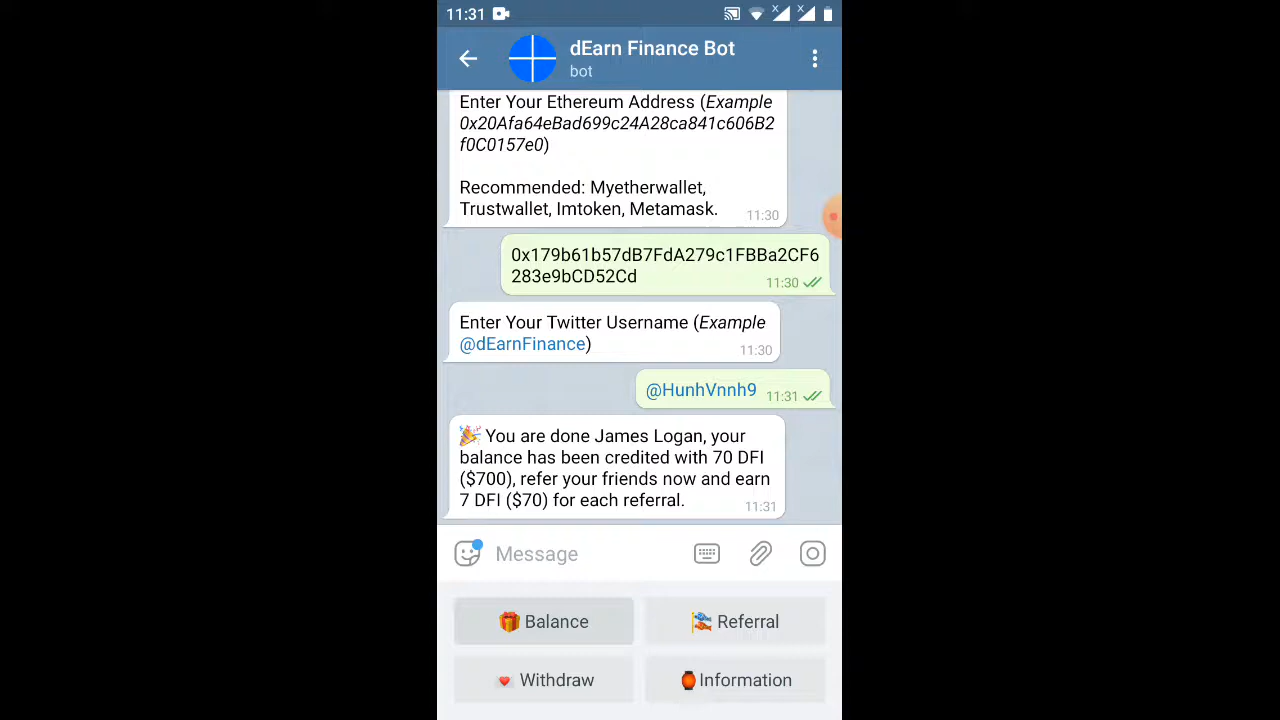 11:31
dEarn Finance Bot
bot
Enter Your Ethereum Address (Example
0x20Afa64eBad699c24A28ca841c606B2
f0C0157e0)
Recommended: Myetherwallet,
Trustwallet, Imtoken, Metamask.
11:30
0x179b61b57dB7FdA279c1FBBa2CF6
283e9bCD52Cd
11:30
Enter Your Twitter Username (Example
@dEarnFinance)
11:30
@HunhVnnh9
11:31
You are done James Logan, your
balance has been credited with 70 DFI
($700), refer your friends now and earn
7 DFI ($70) for each referral.
11:31
Message
Balance
Referral
Withdraw
Information